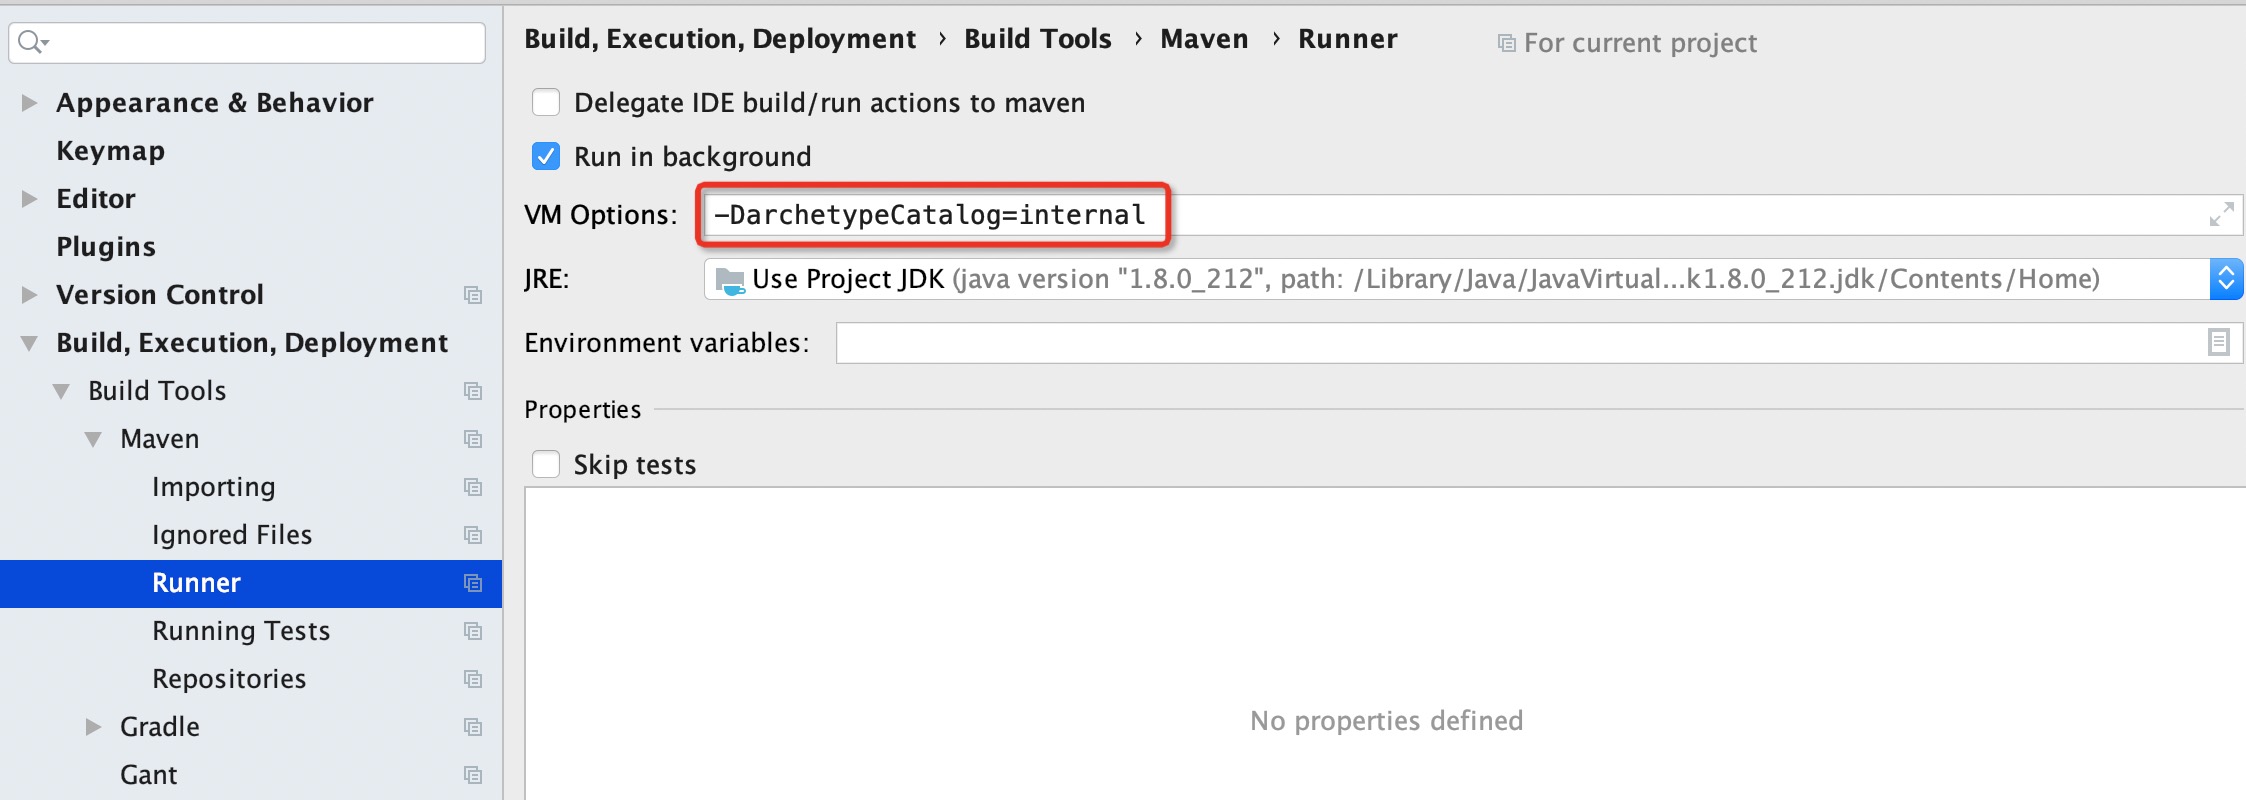 Build, Execution, Deployment › Build Tools › Maven › Runner For current project
Appearance & Behavior
Keymap
Editor
Plugins
Version Control
Build, Execution, Deployment
Build Tools
Maven
Importing
Ignored Files
Runner
Running Tests
Repositories
Gradle
Gant
Delegate IDE build/run actions to maven
Run in background
VM Options: -DarchetypeCatalog=internal
JRE: Use Project JDK (java version "1.8.0_212", path: /Library/Java/JavaVirtual...k1.8.0_212.jdk/Contents/Home)
Environment variables:
Properties
Skip tests
No properties defined